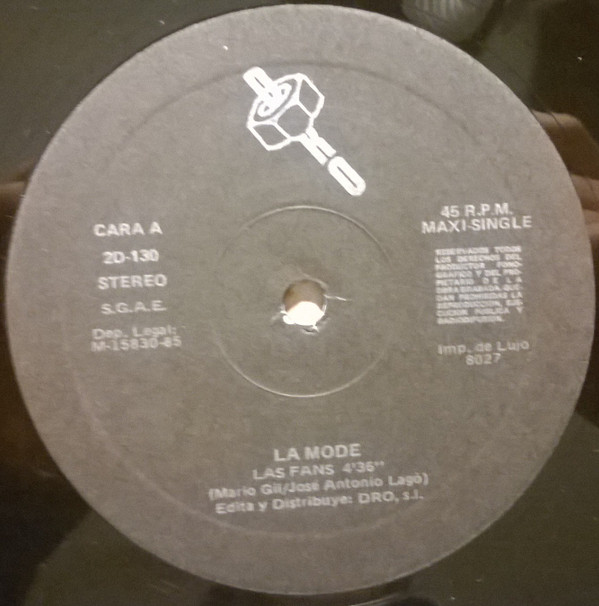 DRO
CARA A
2D-130
STEREO
S.G.A.E.
Dep. Legal:
M-15830-85
45 R.P.M.
MAXI-SINGLE
RESERVADOS TODOS
LOS DERECHOS DEL
PRODUCTOR FONO-
GRAFICO Y DEL PRO-
PIETARIO DE LA
OBRA GRABADA. QUE-
DAN PROHIBIDAS LA
REPRODUCCION, EJE-
CUCION PUBLICA Y
RADIODIFUSION.
Imp. de Lujo
8027
LA MODE
LAS FANS 4'36''
(Mario Gil/José Antonio Lagò)
Edita y Distribuye: DRO, s.l.